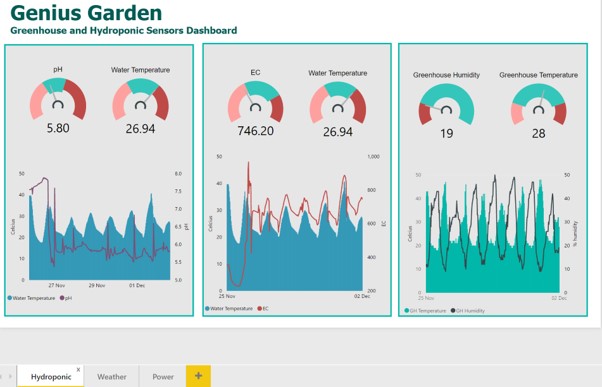 Genius Garden
Greenhouse and Hydroponic Sensors Dashboard
pH
Water Temperature
5.80
26.94
50
40
30
20
10
0
Celcius
8.0
7.5
7.0
6.5
6.0
5.5
5.0
pH
27 Nov
29 Nov
01 Dec
Water Temperature
pH
EC
Water Temperature
746.20
26.94
50
40
30
20
10
0
Celcius
1,000
800
600
400
200
EC
25 Nov
02 Dec
Water Temperature
EC
Greenhouse Humidity
Greenhouse Temperature
19
28
50
40
30
20
10
0
Celcius
50
40
30
20
10
0
% humidity
25 Nov
02 Dec
GH Temperature
GH Humidity
Hydroponic
x
Weather
Power
+